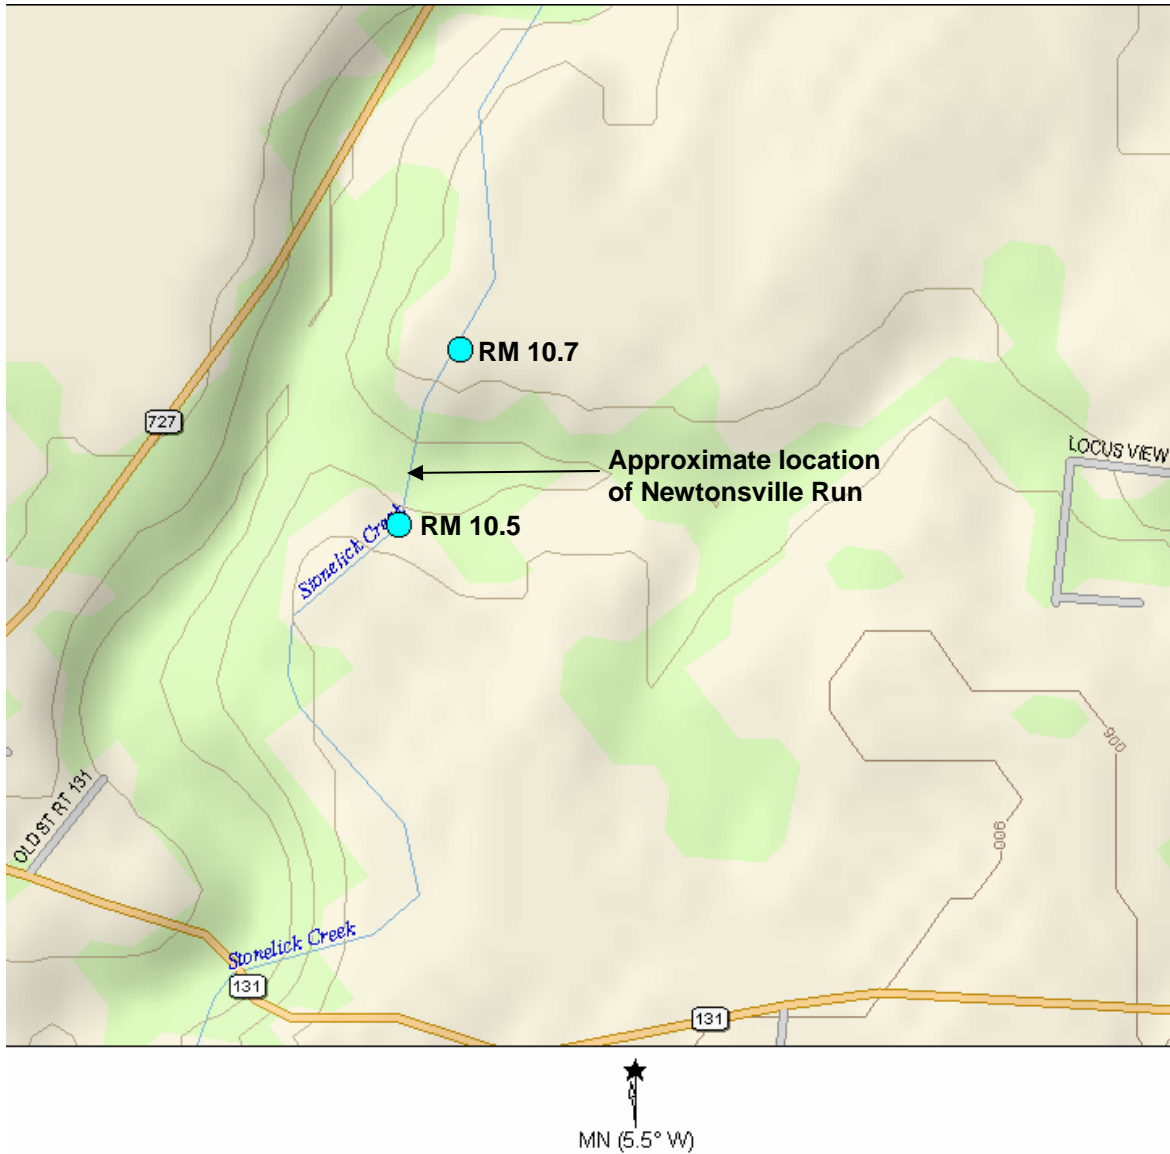 RM 10.7
727
LOCUS VIEW
Approximate location
of Newtonsville Run
RM 10.5
Stonelick Creek
900
OLD ST RT 131
900
Stonelick Creek
131
131
MN (5.5° W)